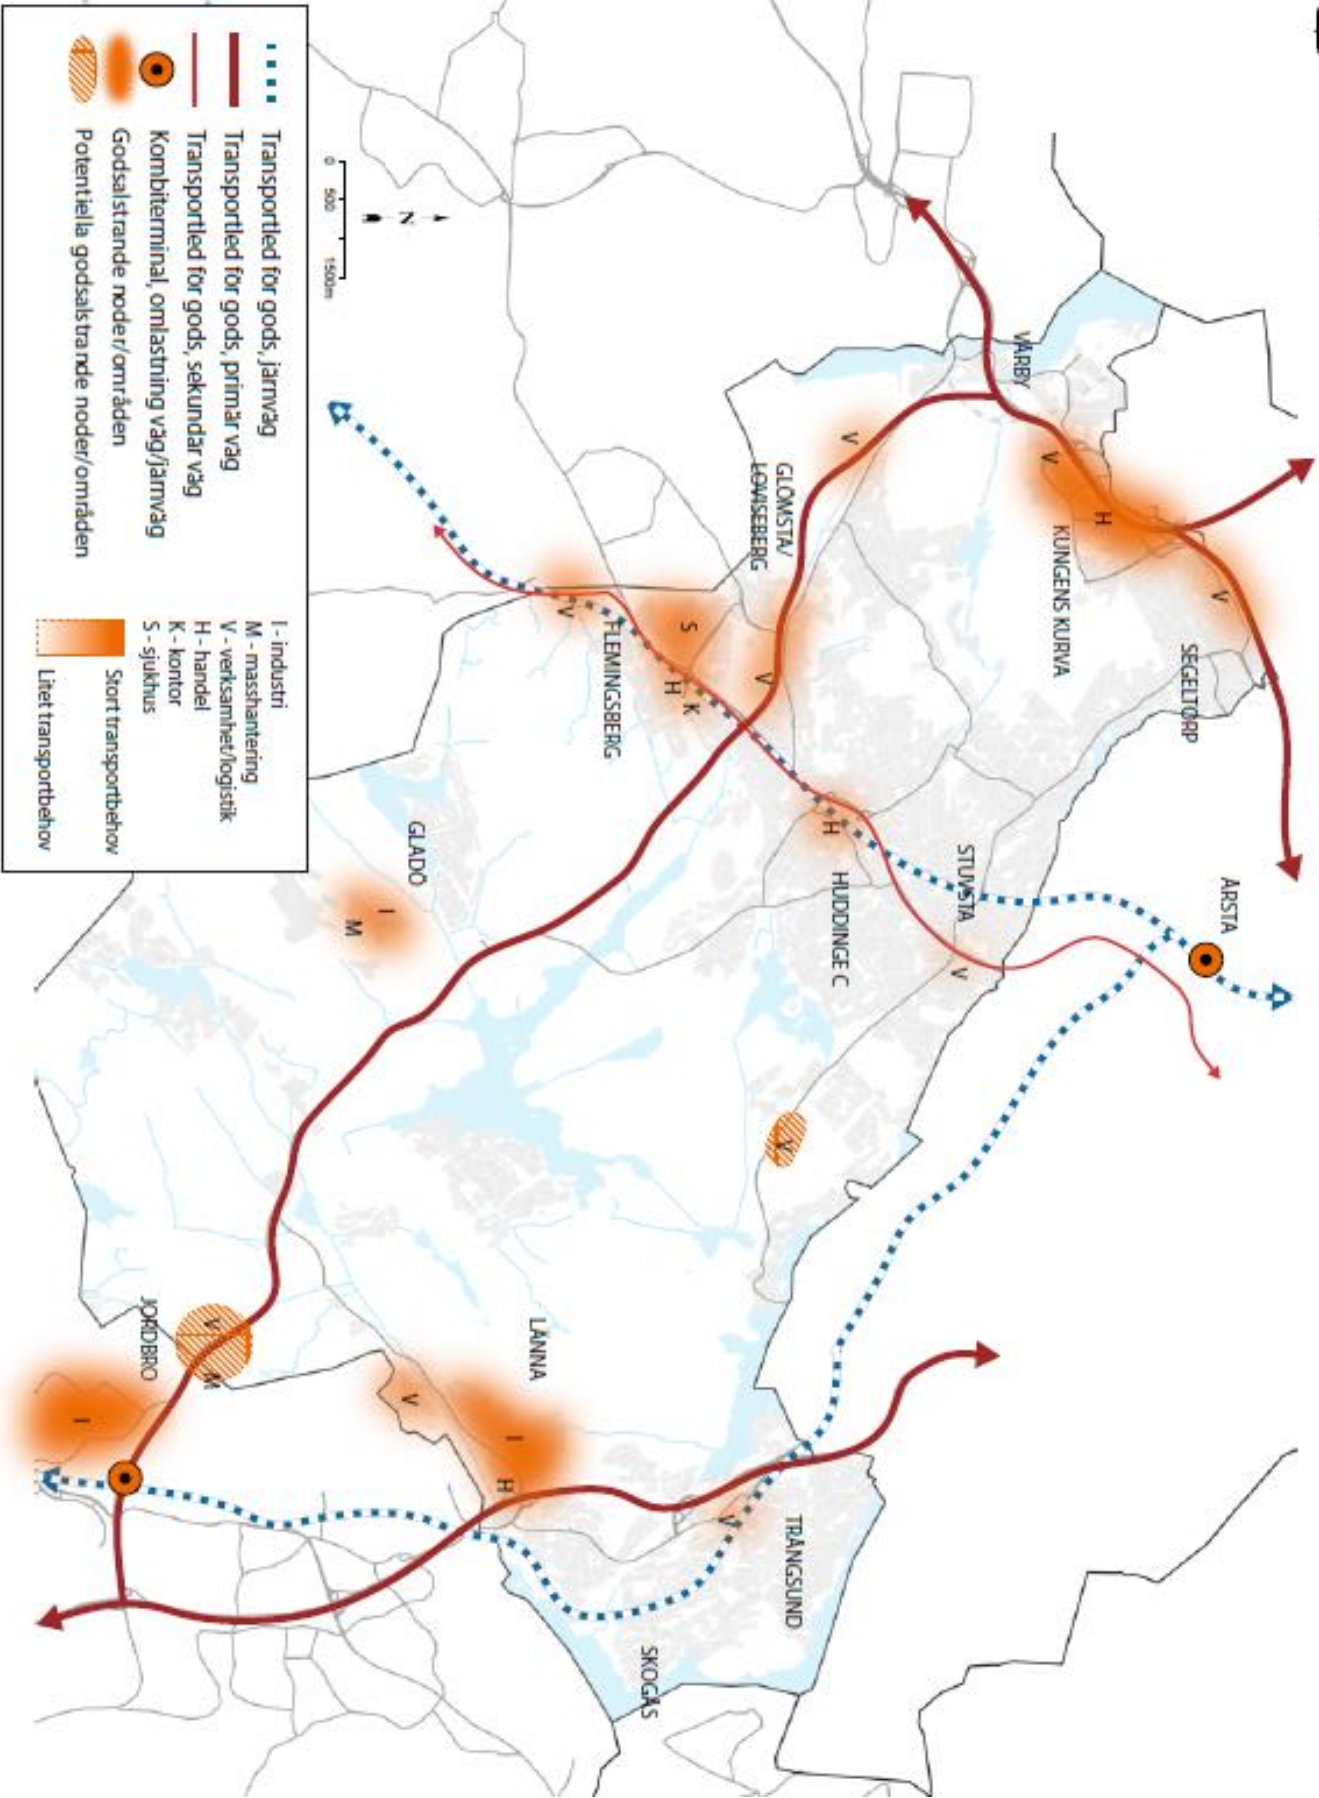 VÅRBY
V
H
KUNGENS KURVA
V
SEGELTORP
V
GLÖMSTA/
LOVISEBERG
V
S
H
K
V
FLEMINGSBERG
H
HUDDINGE C
STUVSTA
V
ÅRSTA
GLADÖ
I
M
V
LÄNNA
I
H
V
V
M
JORDBRO
I
V
TRÅNGSUND
SKOGÅS
0 500 1500m
N
Transportled för gods, järnväg
Transportled för gods, primär väg
Transportled för gods, sekundär väg
Kombiterminal, omlastning väg/järnväg
Godsalstrande noder/områden
Potentiella godsalstrande noder/områden
I - industri
M - masshantering
V - verksamhet/logistik
H - handel
K - kontor
S - sjukhus
Stort transportbehov
Litet transportbehov